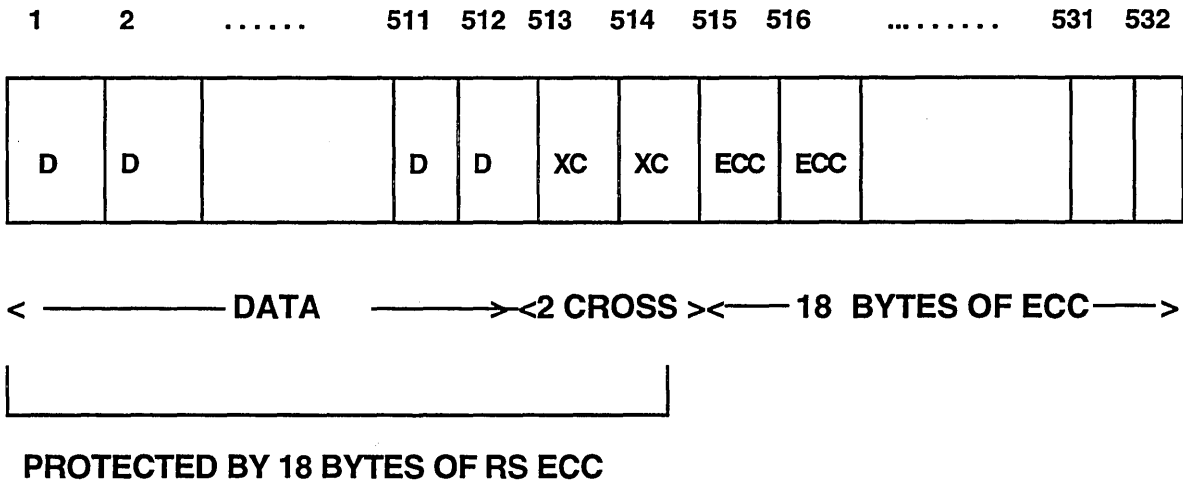 1 2 ...... 511 512 513 514 515 516 .......... 531 532
D D D D XC XC ECC ECC
< DATA ><2 CROSS >< 18 BYTES OF ECC >
PROTECTED BY 18 BYTES OF RS ECC